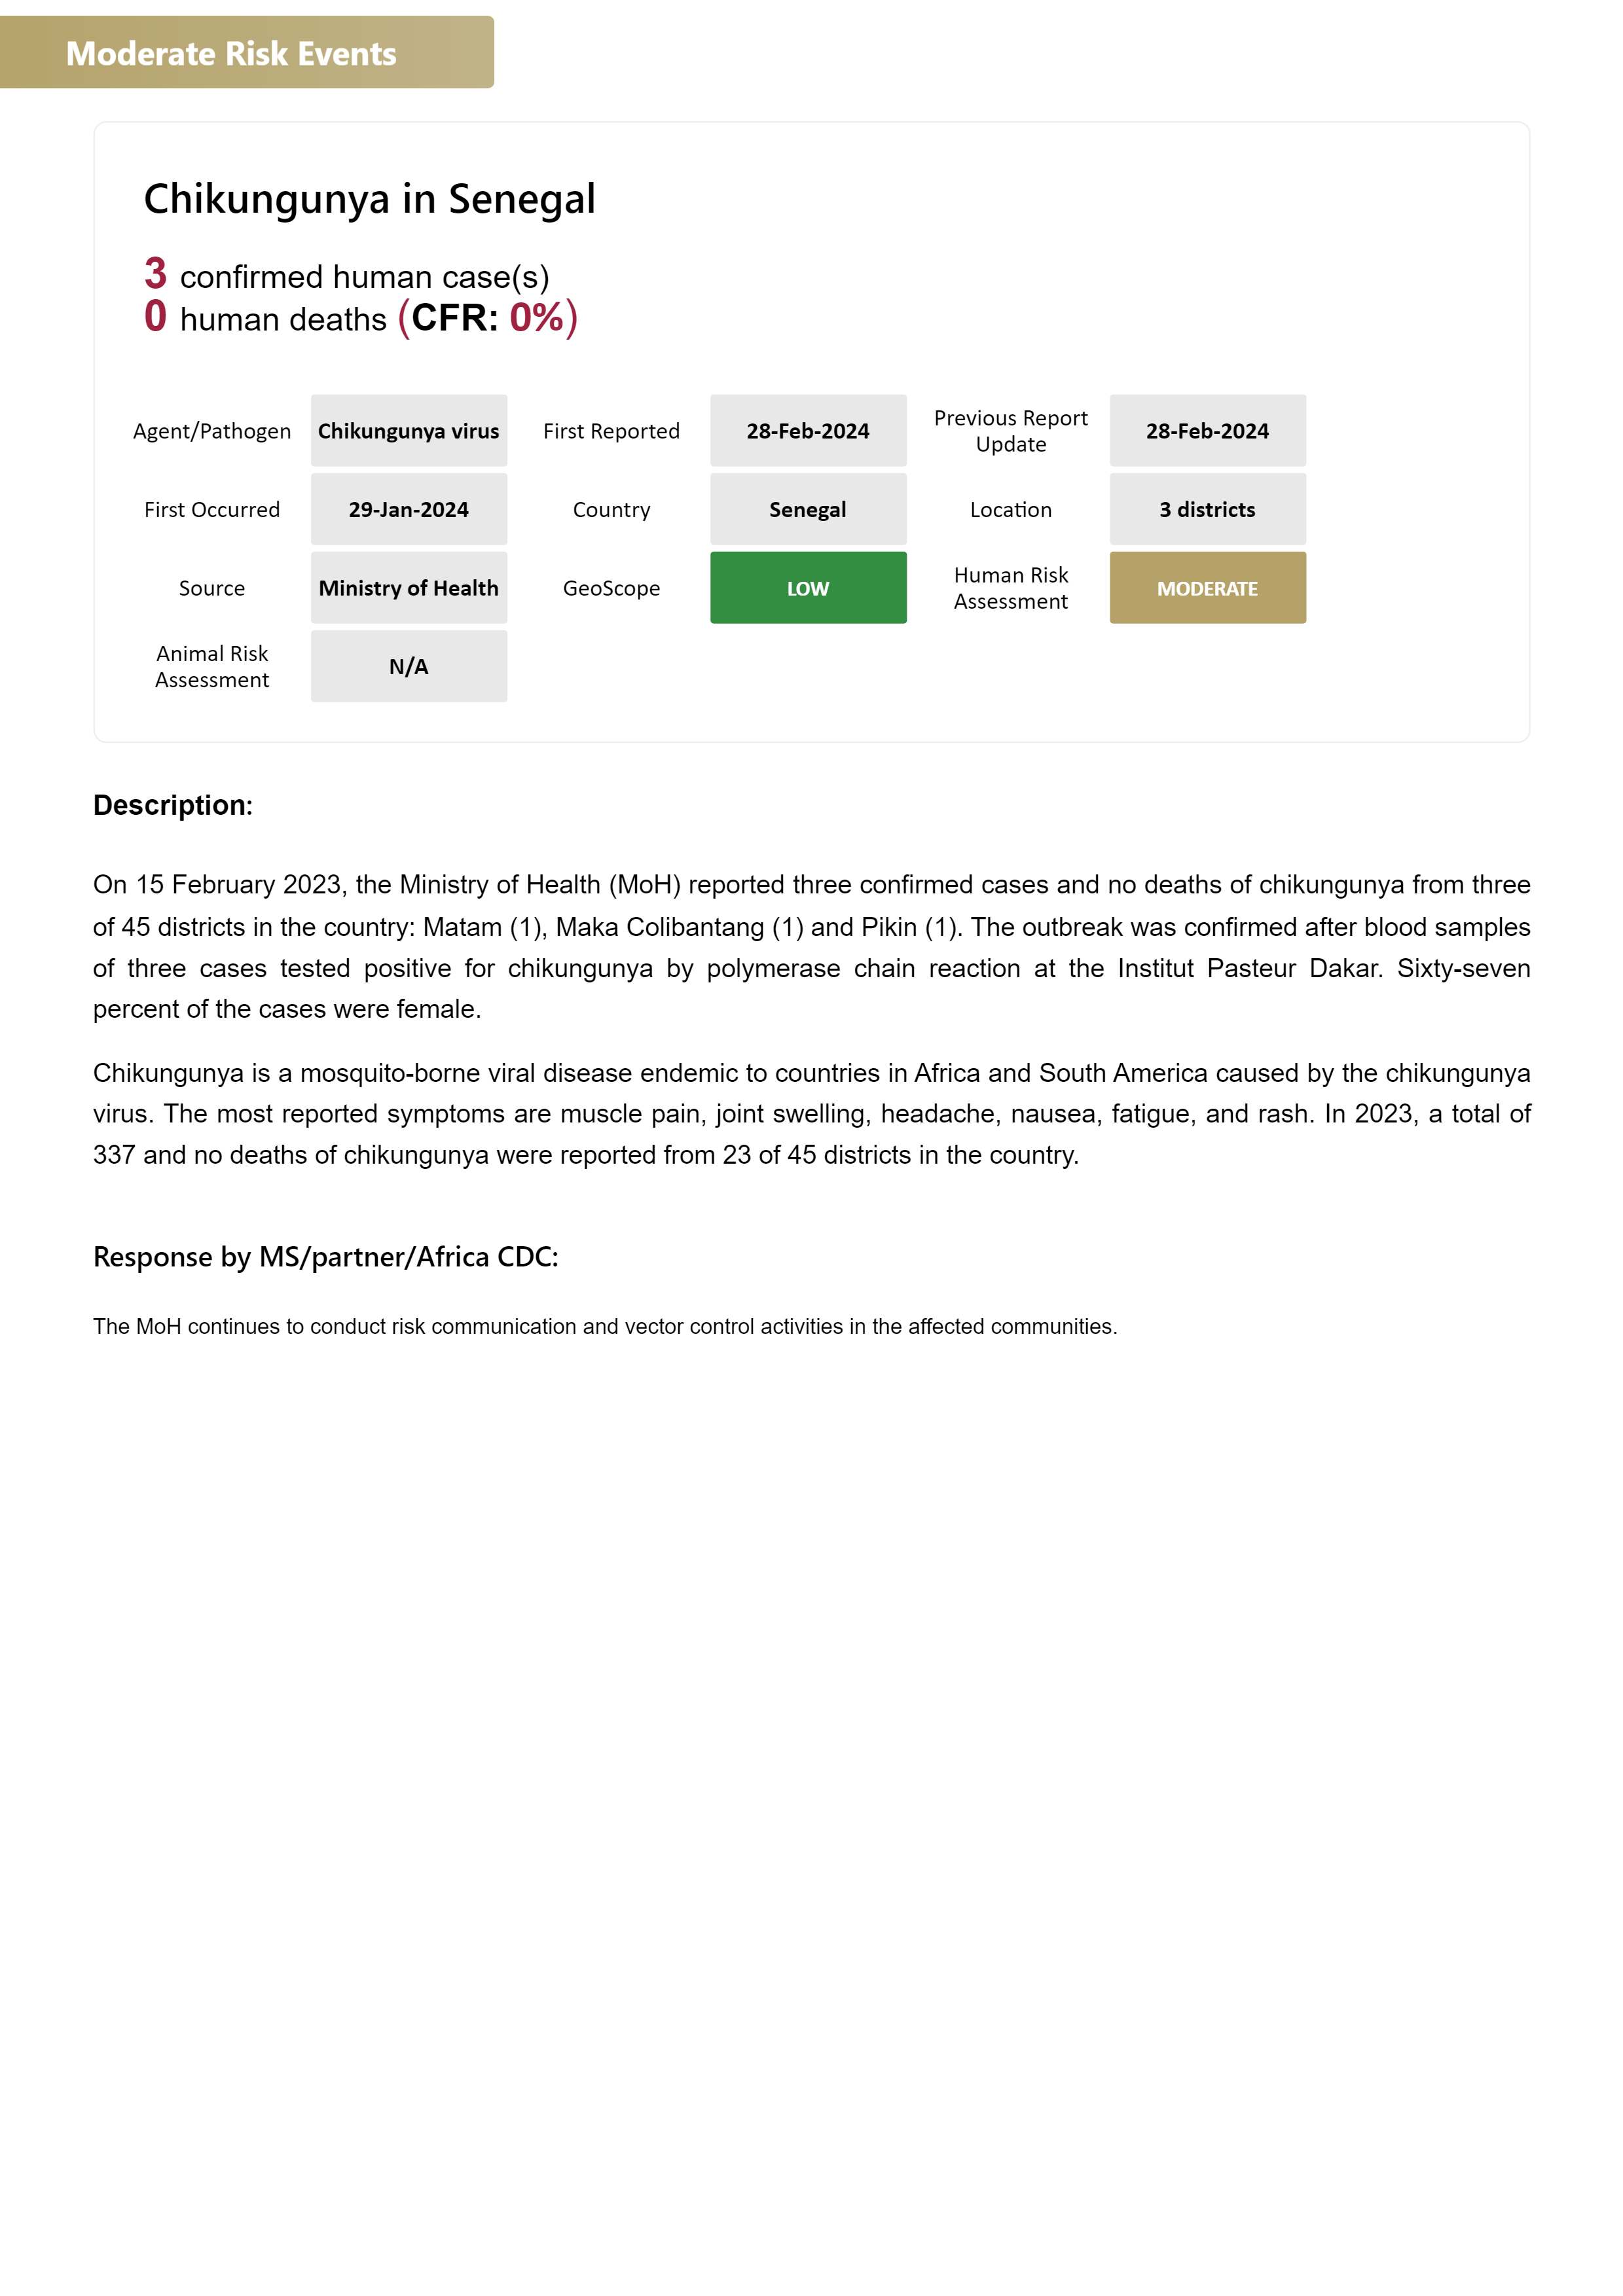 Moderate Risk Events
Chikungunya in Senegal
3 confirmed human case(s)
0 human deaths (CFR: 0%)
Agent/Pathogen Chikungunya virus First Reported 28-Feb-2024 Previous Report Update 28-Feb-2024
First Occurred 29-Jan-2024 Country Senegal Location 3 districts
Source Ministry of Health GeoScope LOW Human Risk Assessment MODERATE
Animal Risk Assessment N/A
Description:
On 15 February 2023, the Ministry of Health (MoH) reported three confirmed cases and no deaths of chikungunya from three
of 45 districts in the country: Matam (1), Maka Colibantang (1) and Pikin (1). The outbreak was confirmed after blood samples
of three cases tested positive for chikungunya by polymerase chain reaction at the Institut Pasteur Dakar. Sixty-seven
percent of the cases were female.
Chikungunya is a mosquito-borne viral disease endemic to countries in Africa and South America caused by the chikungunya
virus. The most reported symptoms are muscle pain, joint swelling, headache, nausea, fatigue, and rash. In 2023, a total of
337 and no deaths of chikungunya were reported from 23 of 45 districts in the country.
Response by MS/partner/Africa CDC:
The MoH continues to conduct risk communication and vector control activities in the affected communities.